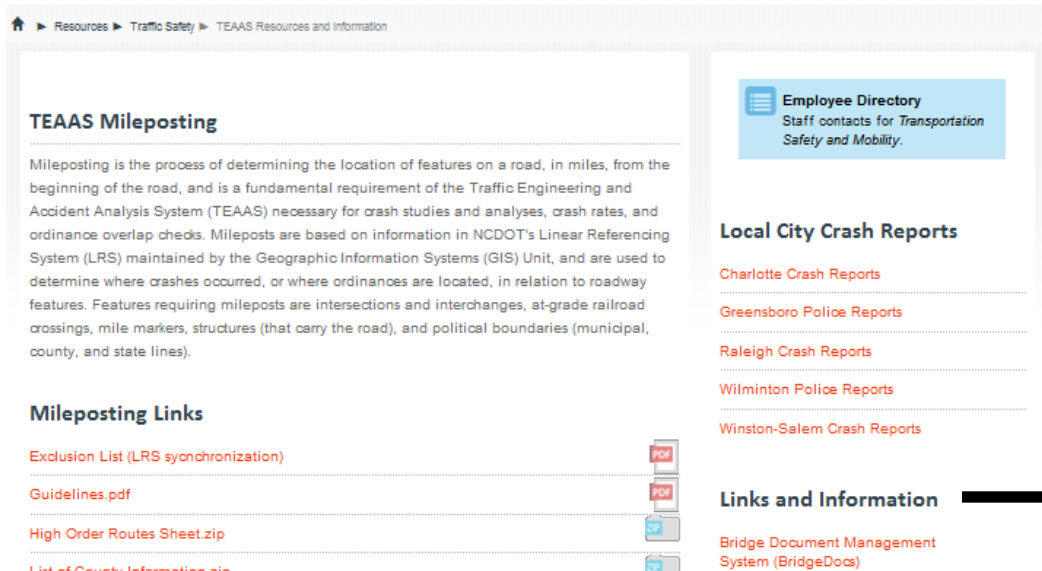 Resources ► Traffic Safety ► TEAAS Resources and Information
TEAAS Mileposting
Mileposting is the process of determining the location of features on a road, in miles, from the
beginning of the road, and is a fundamental requirement of the Traffic Engineering and
Accident Analysis System (TEAAS) necessary for crash studies and analyses, crash rates, and
ordinance overlap checks. Mileposts are based on information in NCDOT's Linear Referencing
System (LRS) maintained by the Geographic Information Systems (GIS) Unit, and are used to
determine where crashes occurred, or where ordinances are located, in relation to roadway
features. Features requiring mileposts are intersections and interchanges, at-grade railroad
crossings, mile markers, structures (that carry the road), and political boundaries (municipal,
county, and state lines).
Mileposting Links
Exclusion List (LRS syonchronization)
PDF
Guidelines.pdf
PDF
High Order Routes Sheet.zip
ZIP
List of County Information.zip
ZIP
Employee Directory
Staff contacts for Transportation
Safety and Mobility.
Local City Crash Reports
Charlotte Crash Reports
Greensboro Police Reports
Raleigh Crash Reports
Wilminton Police Reports
Winston-Salem Crash Reports
Links and Information
Bridge Document Management
System (BridgeDocs)